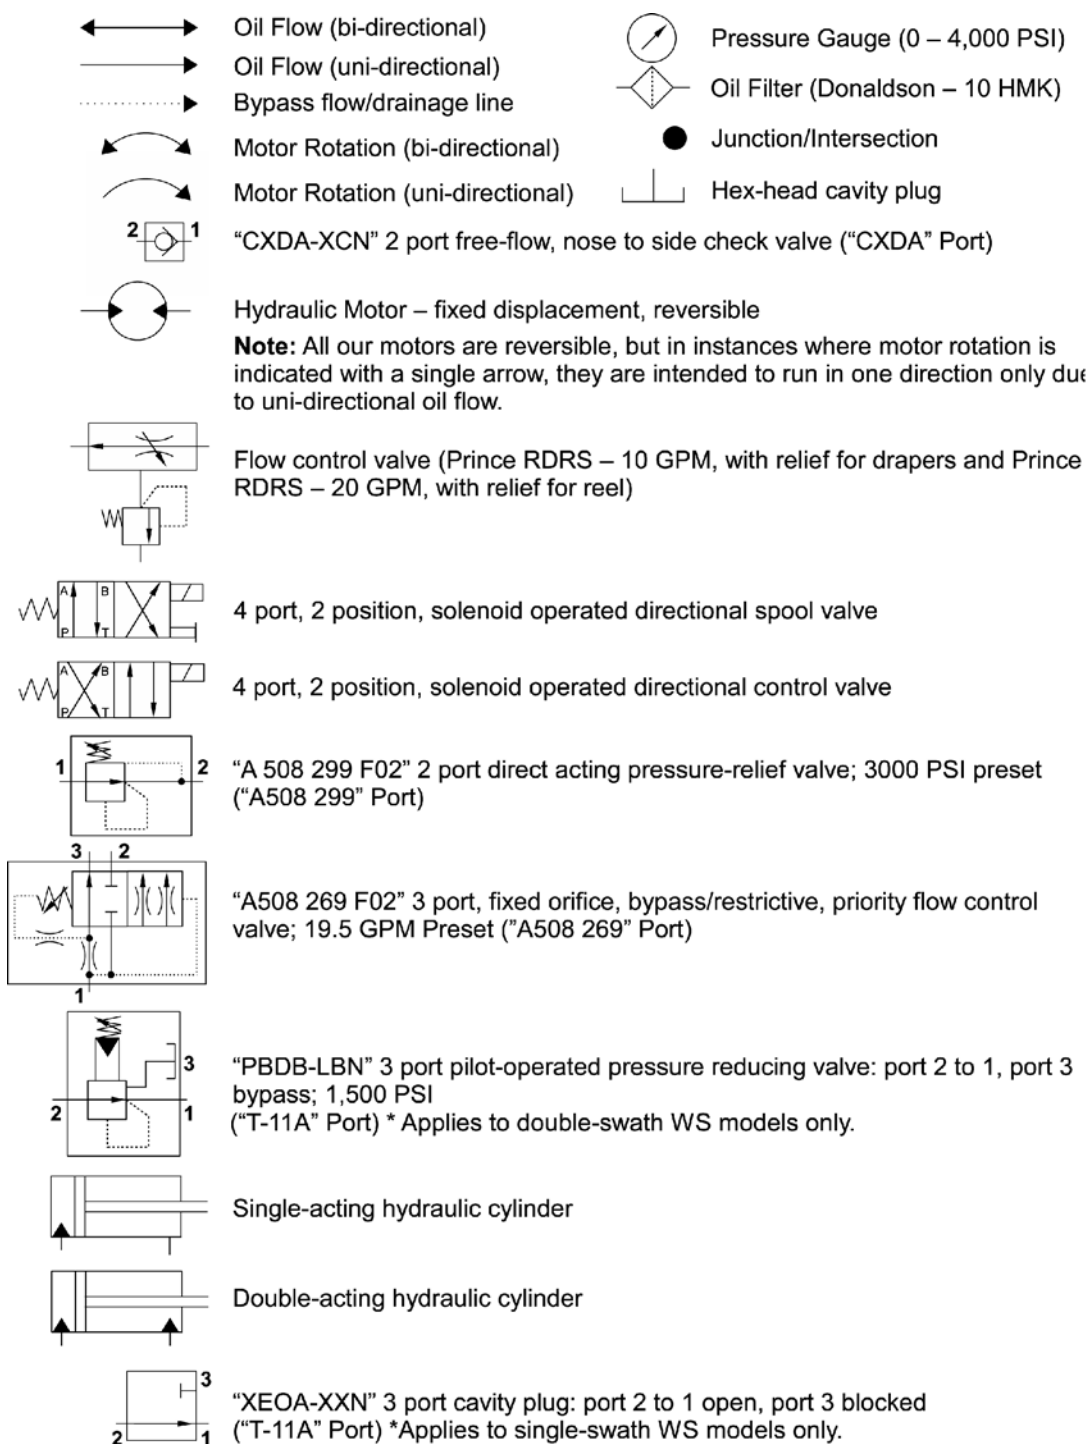 Oil Flow (bi-directional)
Oil Flow (uni-directional)
Bypass flow/drainage line
Motor Rotation (bi-directional)
Motor Rotation (uni-directional)
Pressure Gauge (0 – 4,000 PSI)
Oil Filter (Donaldson – 10 HMK)
Junction/Intersection
Hex-head cavity plug
2 1
“CXDA-XCN” 2 port free-flow, nose to side check valve (“CXDA” Port)
Hydraulic Motor – fixed displacement, reversible
Note: All our motors are reversible, but in instances where motor rotation is
indicated with a single arrow, they are intended to run in one direction only due
to uni-directional oil flow.
Flow control valve (Prince RDRS – 10 GPM, with relief for drapers and Prince
RDRS – 20 GPM, with relief for reel)
A B
P T
4 port, 2 position, solenoid operated directional spool valve
A B
P T
4 port, 2 position, solenoid operated directional control valve
1 2
“A 508 299 F02” 2 port direct acting pressure-relief valve; 3000 PSI preset
(“A508 299” Port)
3 2
1
“A508 269 F02” 3 port, fixed orifice, bypass/restrictive, priority flow control
valve; 19.5 GPM Preset ("A508 269” Port)
3
2 1
“PBDB-LBN” 3 port pilot-operated pressure reducing valve: port 2 to 1, port 3
bypass; 1,500 PSI
(“T-11A” Port) * Applies to double-swath WS models only.
Single-acting hydraulic cylinder
Double-acting hydraulic cylinder
3
2 1
“XEOA-XXN” 3 port cavity plug: port 2 to 1 open, port 3 blocked
(“T-11A” Port) *Applies to single-swath WS models only.